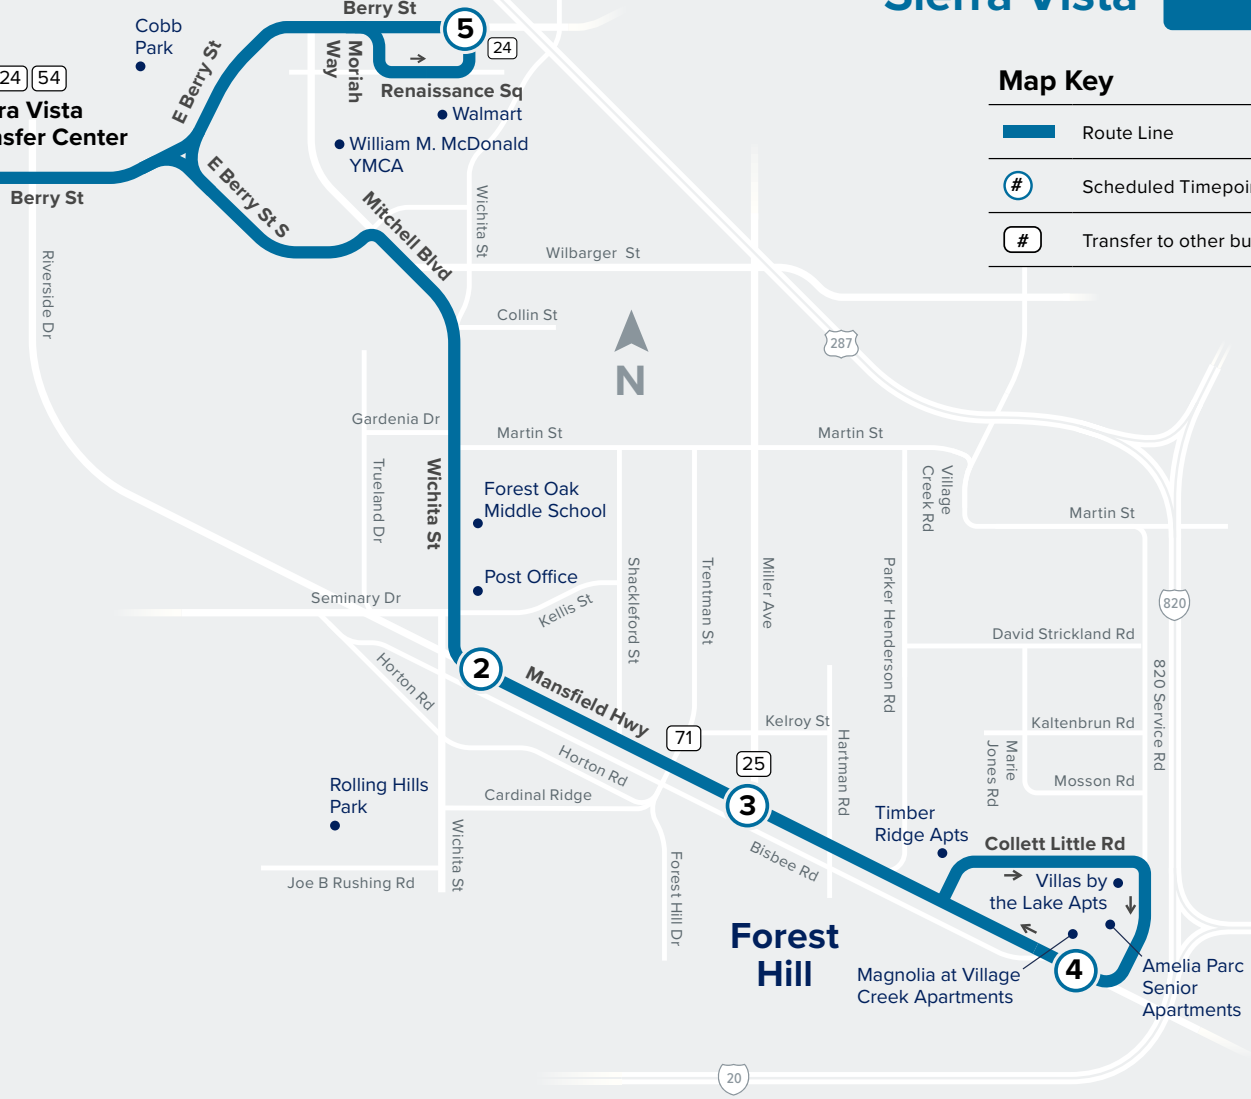 Berry St
Sierra Vista
Cobb
Park
5
24
E Berry St
Moriah
Way
24
54
Map Key
Renaissance Sq
Walmart
Route Line
Transfer Center
William M. McDonald
YMCA
#
Scheduled
E Berry St S
Berry St
Mitchell Blvd
Wichita St
#
Transfer to other
Riverside Dr
Wilbarger St
Collin St
287
N
Gardenia Dr
Martin St
Martin St
Trueland Dr
Wichita St
Village
Creek Rd
Forest Oak
Middle School
Martin St
Post Office
Shackleford St
Trentman St
Miller Ave
Parker Henderson Rd
Seminary Dr
Kellis St
820
David Strickland Rd
2
Horton Rd
Mansfield Hwy
820 Service Rd
Kelroy St
Kaltenbrun Rd
71
Hartman Rd
Marie
Jones Rd
25
Horton Rd
Mosson Rd
Rolling Hills
Park
Cardinal Ridge
3
Timber
Ridge Apts
Collett Little Rd
Wichita St
Bisbee Rd
Forest Hill Dr
Joe B Rushing Rd
Villas by
the Lake Apts
Forest
Hill
4
Magnolia at Village
Creek Apartments
Amelia Parc
Senior
Apartments
20